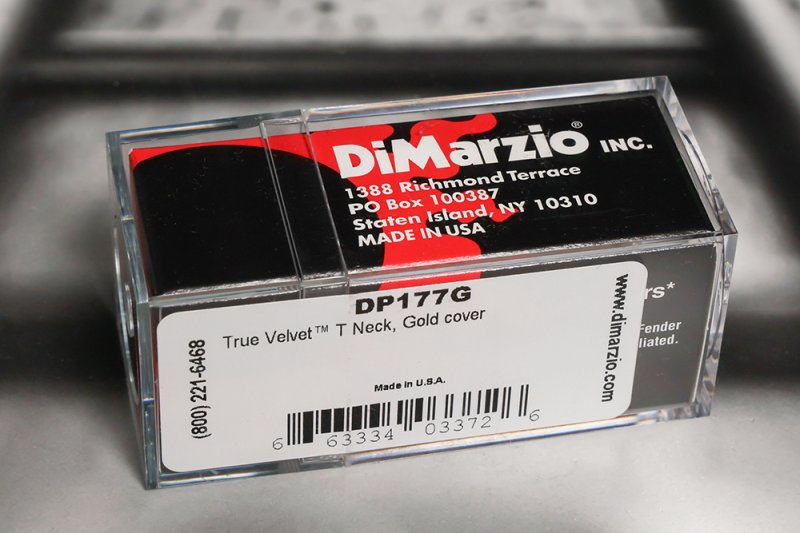 DiMarzio® INC.
1388 Richmond Terrace
PO Box 100387
Staten Island, NY 10310
MADE IN USA
DP177G
True Velvet™ T Neck, Gold cover
Made in U.S.A.
(800) 221-6468
www.dimarzio.com
6 63334 03372 6
rs*
Fender
liated.